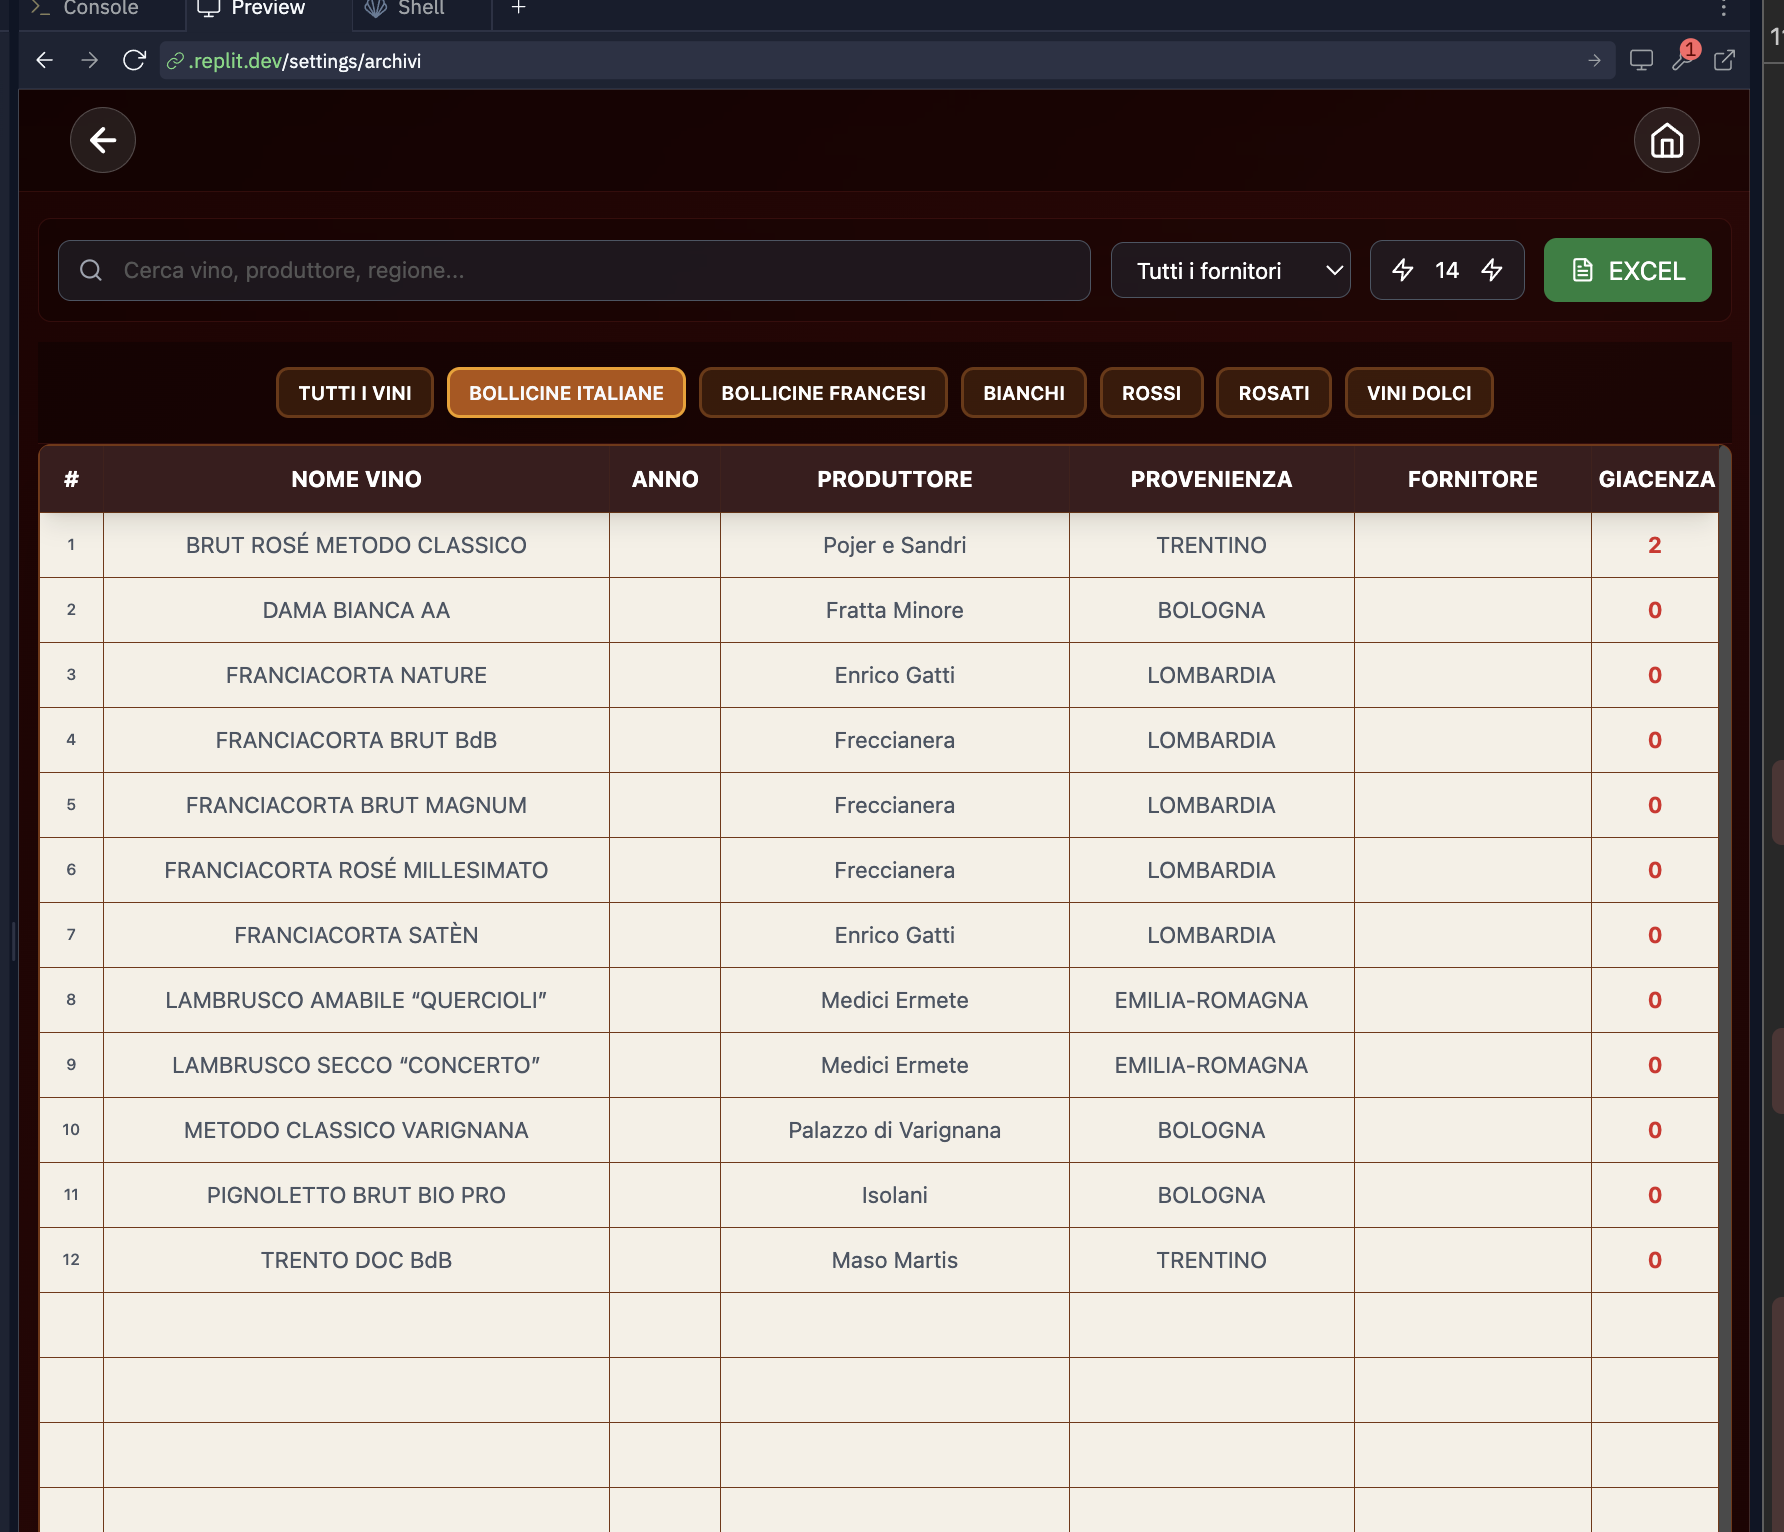 Console Preview Shell
.replit.dev/settings/archivi
1
Cerca vino, produttore, regione...
Tutti i fornitori
14
EXCEL
TUTTI I VINI BOLLICINE ITALIANE BOLLICINE FRANCESI BIANCHI ROSSI ROSATI VINI DOLCI
# NOME VINO ANNO PRODUTTORE PROVENIENZA FORNITORE GIACENZA
1 BRUT ROSÉ METODO CLASSICO Pojer e Sandri TRENTINO 2
2 DAMA BIANCA AA Fratta Minore BOLOGNA 0
3 FRANCIACORTA NATURE Enrico Gatti LOMBARDIA 0
4 FRANCIACORTA BRUT BdB Freccianera LOMBARDIA 0
5 FRANCIACORTA BRUT MAGNUM Freccianera LOMBARDIA 0
6 FRANCIACORTA ROSÉ MILLESIMATO Freccianera LOMBARDIA 0
7 FRANCIACORTA SATÈN Enrico Gatti LOMBARDIA 0
8 LAMBRUSCO AMABILE “QUERCIOLI” Medici Ermete EMILIA-ROMAGNA 0
9 LAMBRUSCO SECCO “CONCERTO” Medici Ermete EMILIA-ROMAGNA 0
10 METODO CLASSICO VARIGNANA Palazzo di Varignana BOLOGNA 0
11 PIGNOLETTO BRUT BIO PRO Isolani BOLOGNA 0
12 TRENTO DOC BdB Maso Martis TRENTINO 0